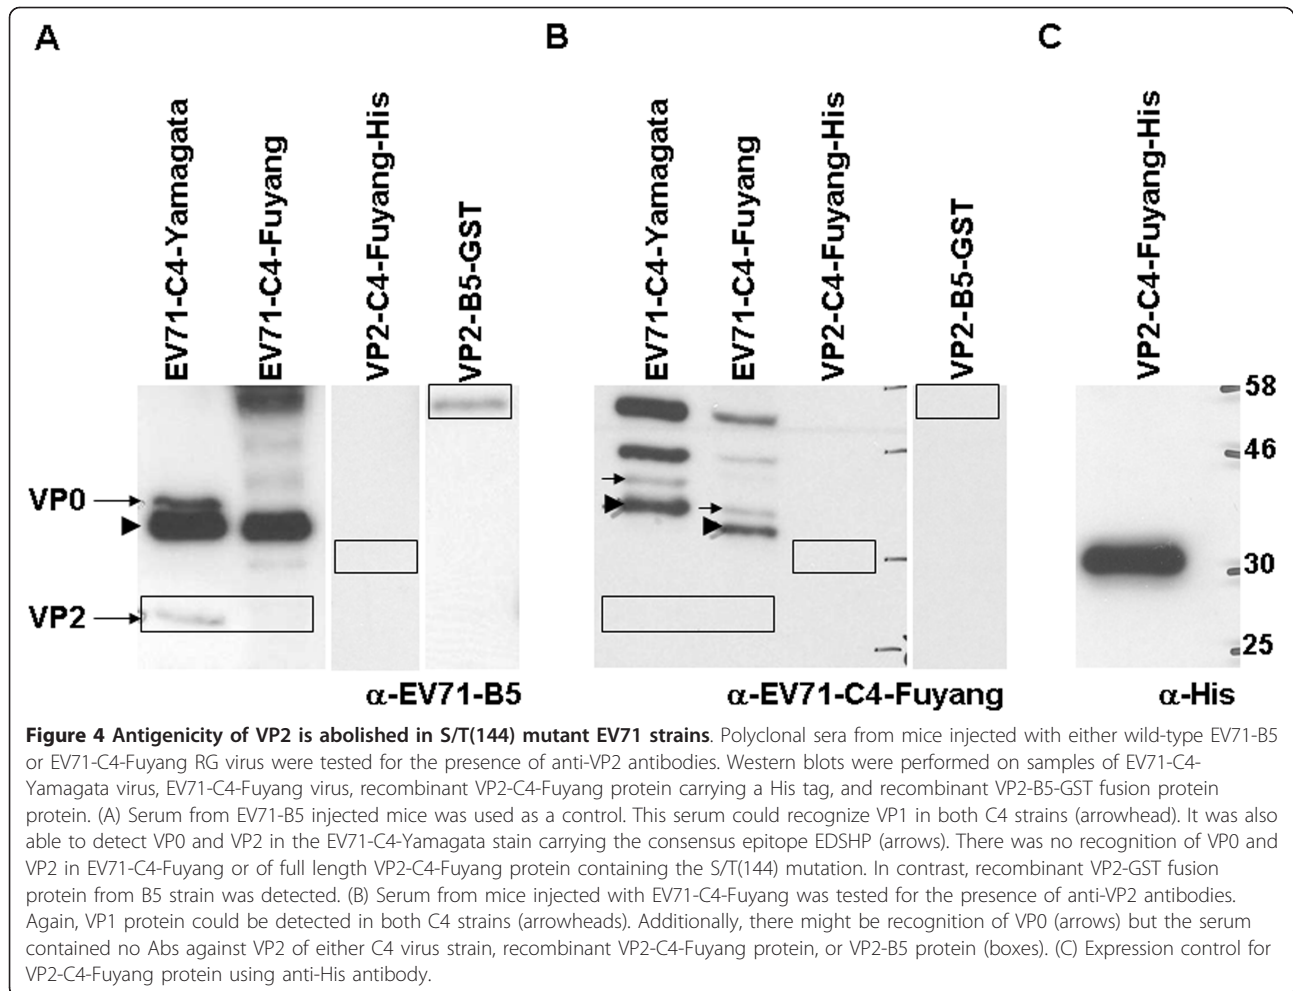 A
B
C
EV71-C4-Yamagata
EV71-C4-Fuyang
VP2-C4-Fuyang-His
VP2-B5-GST
EV71-C4-Yamagata
EV71-C4-Fuyang
VP2-C4-Fuyang-His
VP2-B5-GST
VP2-C4-Fuyang-His
VP0
VP2
58
46
30
25
α-EV71-B5
α-EV71-C4-Fuyang
α-His
Figure 4 Antigenicity of VP2 is abolished in S/T(144) mutant EV71 strains. Polyclonal sera from mice injected with either wild-type EV71-B5
or EV71-C4-Fuyang RG virus were tested for the presence of anti-VP2 antibodies. Western blots were performed on samples of EV71-C4-
Yamagata virus, EV71-C4-Fuyang virus, recombinant VP2-C4-Fuyang protein carrying a His tag, and recombinant VP2-B5-GST fusion protein
protein. (A) Serum from EV71-B5 injected mice was used as a control. This serum could recognize VP1 in both C4 strains (arrowhead). It was also
able to detect VP0 and VP2 in the EV71-C4-Yamagata stain carrying the consensus epitope EDSHP (arrows). There was no recognition of VP0 and
VP2 in EV71-C4-Fuyang or of full length VP2-C4-Fuyang protein containing the S/T(144) mutation. In contrast, recombinant VP2-GST fusion
protein from B5 strain was detected. (B) Serum from mice injected with EV71-C4-Fuyang was tested for the presence of anti-VP2 antibodies.
Again, VP1 protein could be detected in both C4 strains (arrowheads). Additionally, there might be recognition of VP0 (arrows) but the serum
contained no Abs against VP2 of either C4 virus strain, recombinant VP2-C4-Fuyang protein, or VP2-B5 protein (boxes). (C) Expression control for
VP2-C4-Fuyang protein using anti-His antibody.